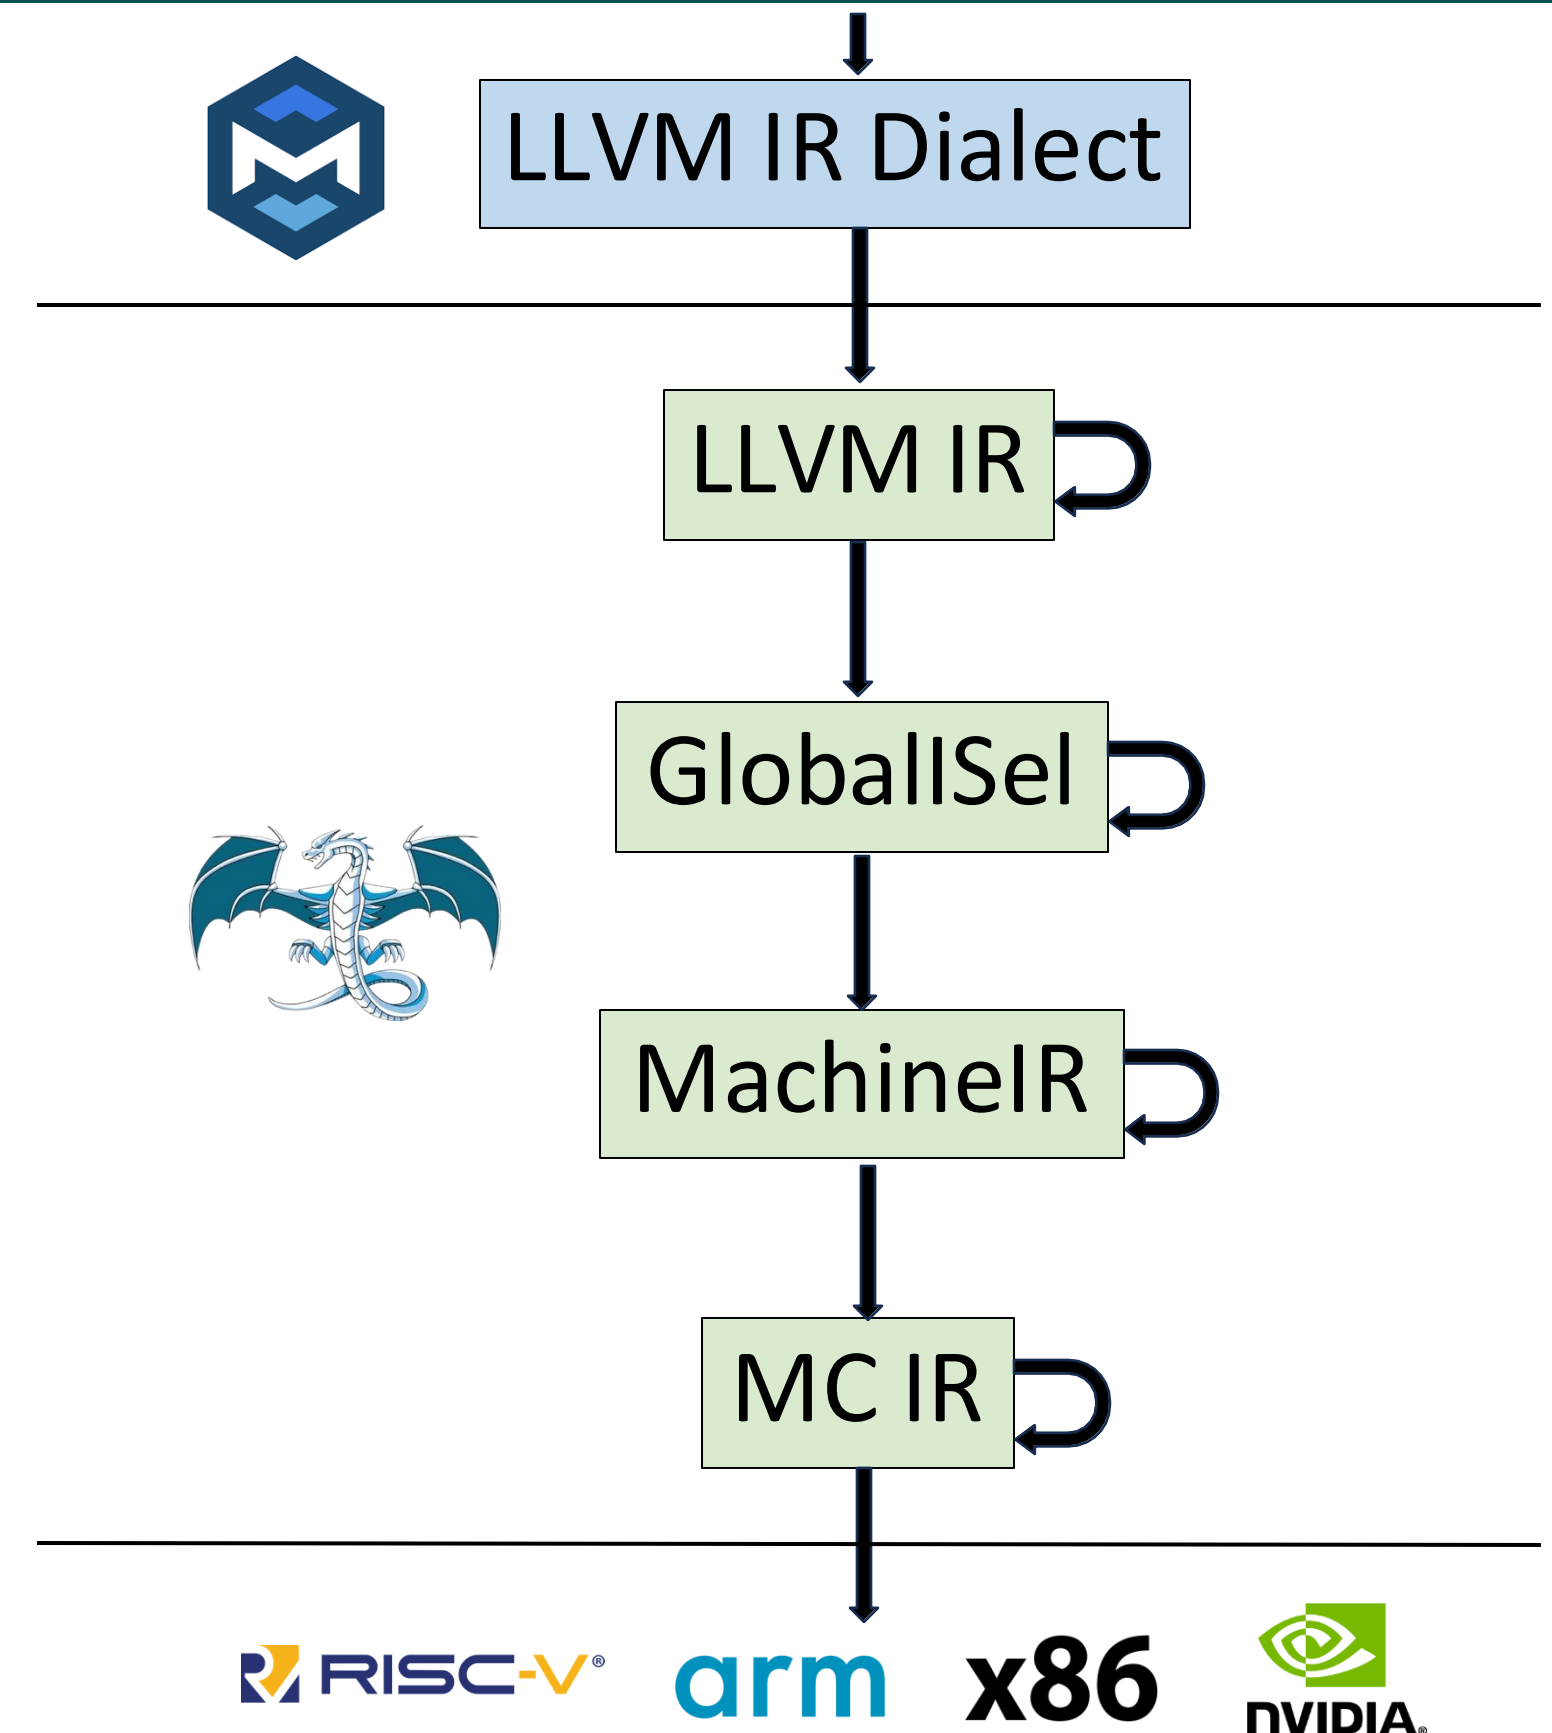 LLVM IR Dialect
LLVM IR
GlobalISel
MachineIR
MC IR
RISC-V® arm x86 nVIDIA®